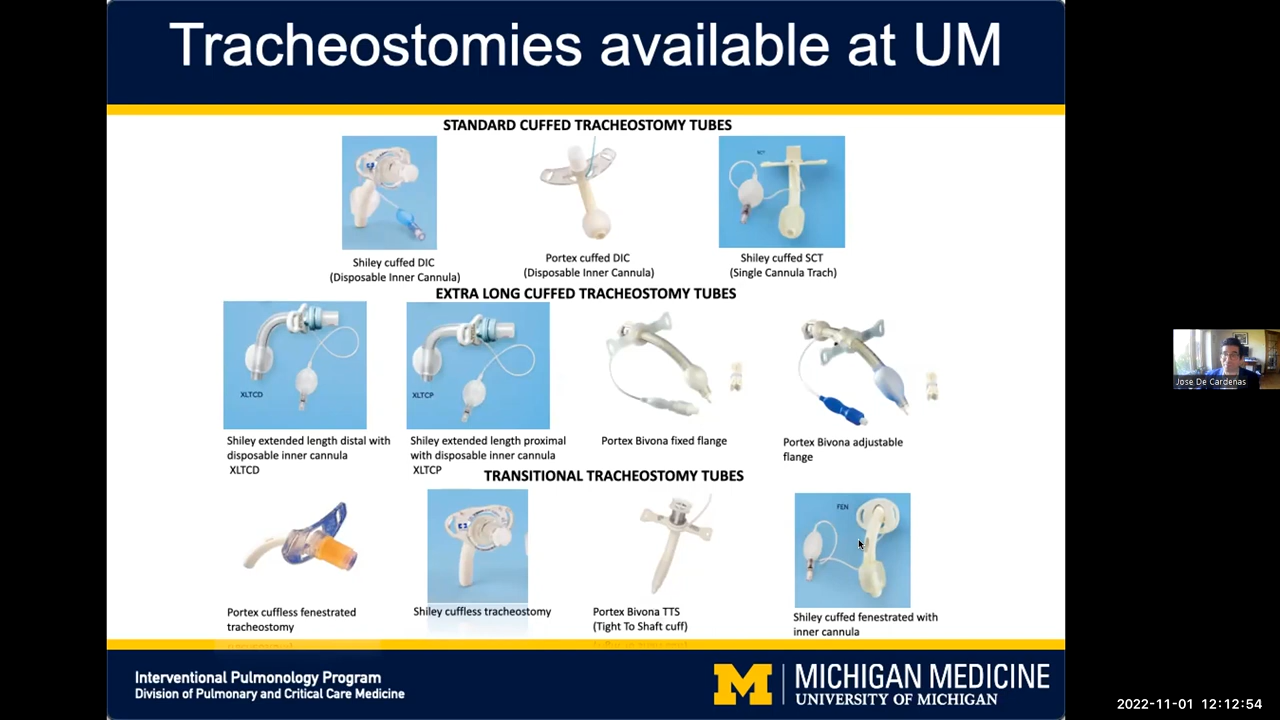 Tracheostomies available at UM
STANDARD CUFFED TRACHEOSTOMY TUBES
SCT
Shiley cuffed DIC
(Disposable Inner Cannula)
Portex cuffed DIC
(Disposable Inner Cannula)
Shiley cuffed SCT
(Single Cannula Trach)
EXTRA LONG CUFFED TRACHEOSTOMY TUBES
XLTCD
XLTCP
Shiley extended length distal with
disposable inner cannula
XLTCD
Shiley extended length proximal
with disposable inner cannula
XLTCP
Portex Bivona fixed flange
Portex Bivona adjustable
flange
TRANSITIONAL TRACHEOSTOMY TUBES
FEN
Portex cuffless fenestrated
tracheostomy
Shiley cuffless tracheostomy
Portex Bivona TTS
(Tight To Shaft cuff)
Shiley cuffed fenestrated with
inner cannula
Interventional Pulmonology Program
Division of Pulmonary and Critical Care Medicine
M
MICHIGAN MEDICINE
UNIVERSITY OF MICHIGAN
Jose De Cardenas
2022-11-01 12:12:54